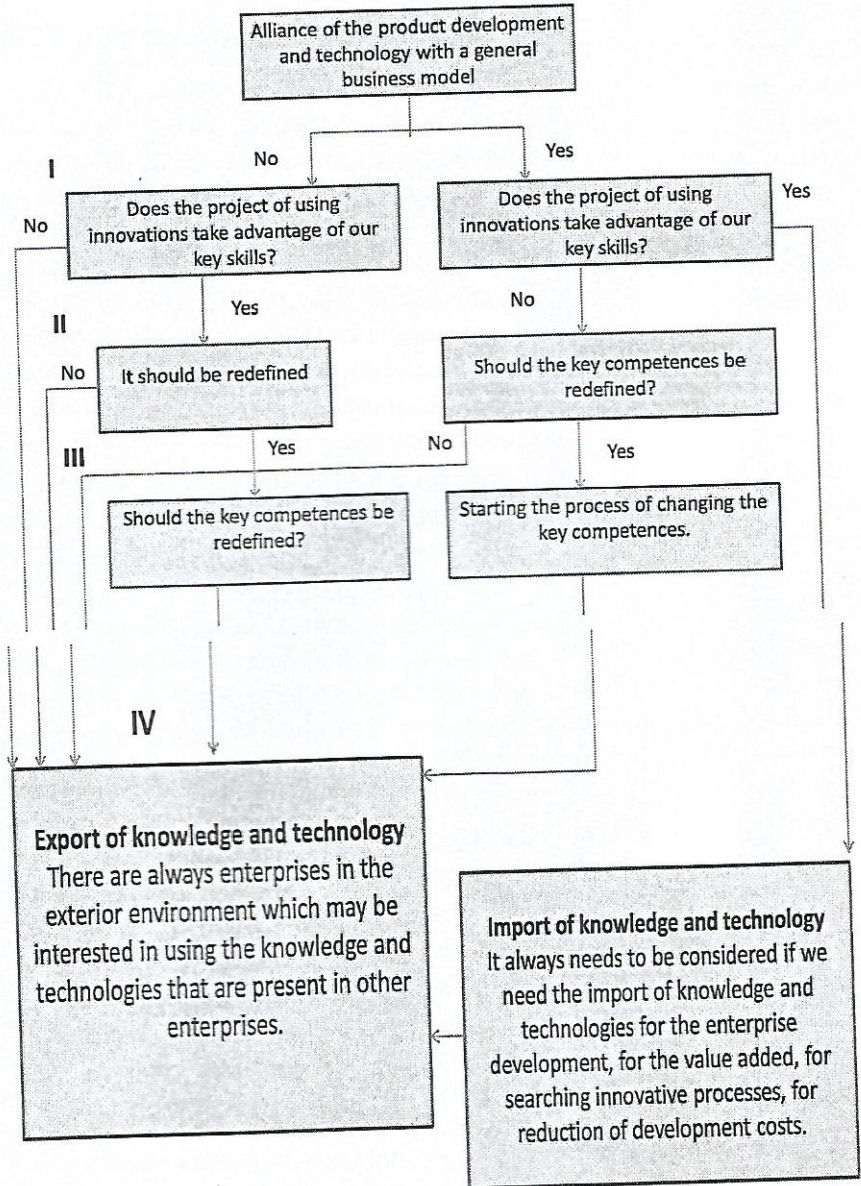 Alliance of the product development
and technology with a general
business model
No
Yes
I
No
Does the project of using
innovations take advantage of our
key skills?
Does the project of using
innovations take advantage of our
key skills?
Yes
Yes
No
II
No
It should be redefined
Should the key competences be
redefined?
Yes
No
Yes
III
Should the key competences be
redefined?
Starting the process of changing the
key competences.
IV
Export of knowledge and technology
There are always enterprises in the
exterior environment which may be
interested in using the knowledge and
technologies that are present in other
enterprises.
Import of knowledge and technology
It always needs to be considered if we
need the import of knowledge and
technologies for the enterprise
development, for the value added, for
searching innovative processes, for
reduction of development costs.